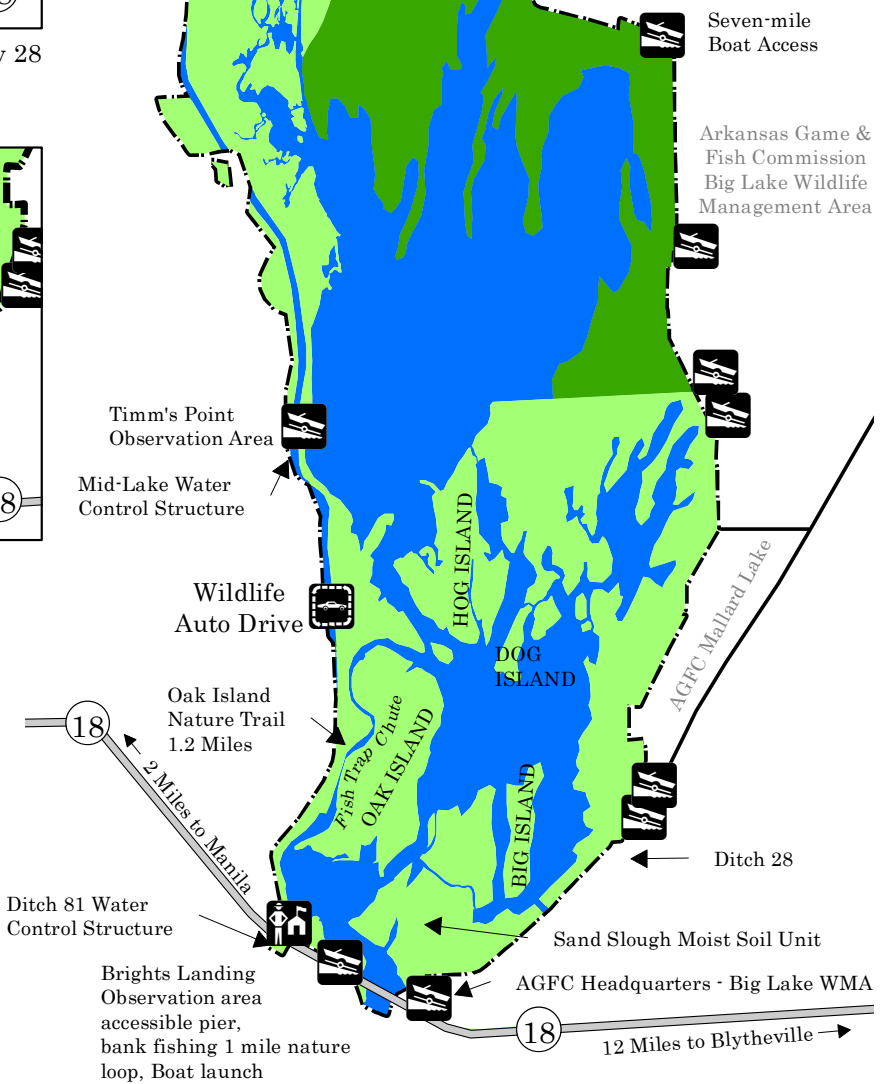 Seven-mile
Boat Access
28
Arkansas Game &
Fish Commission
Big Lake Wildlife
Management Area
Timm's Point
Observation Area
Mid-Lake Water
Control Structure
8
HOG ISLAND
Wildlife
Auto Drive
AGFC Mallard Lake
DOG
ISLAND
Oak Island
Nature Trail
1.2 Miles
Fish Trap Chute
OAK ISLAND
18
2 Miles to Manila
BIG ISLAND
Ditch 28
Ditch 81 Water
Control Structure
Sand Slough Moist Soil Unit
Brights Landing
Observation area
accessible pier,
bank fishing 1 mile nature
loop, Boat launch
AGFC Headquarters - Big Lake WMA
18
12 Miles to Blytheville